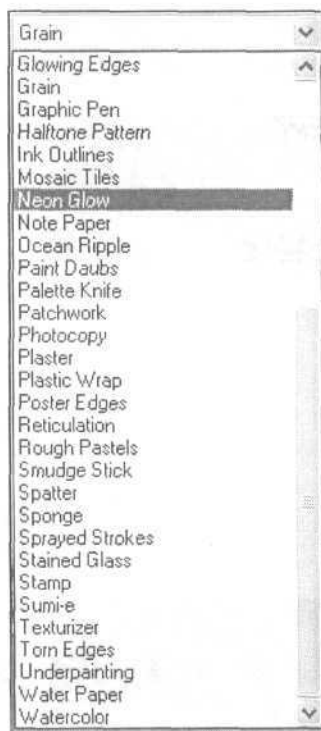 Grain
Glowing Edges
Grain
Graphic Pen
Halftone Pattern
Ink Outlines
Mosaic Tiles
Neon Glow
Note Paper
Ocean Ripple
Paint Daubs
Palette Knife
Patchwork
Photocopy
Plaster
Plastic Wrap
Poster Edges
Reticulation
Rough Pastels
Smudge Stick
Spatter
Sponge
Sprayed Strokes
Stained Glass
Stamp
Sumi-e
Texturizer
Torn Edges
Underpainting
Water Paper
Watercolor